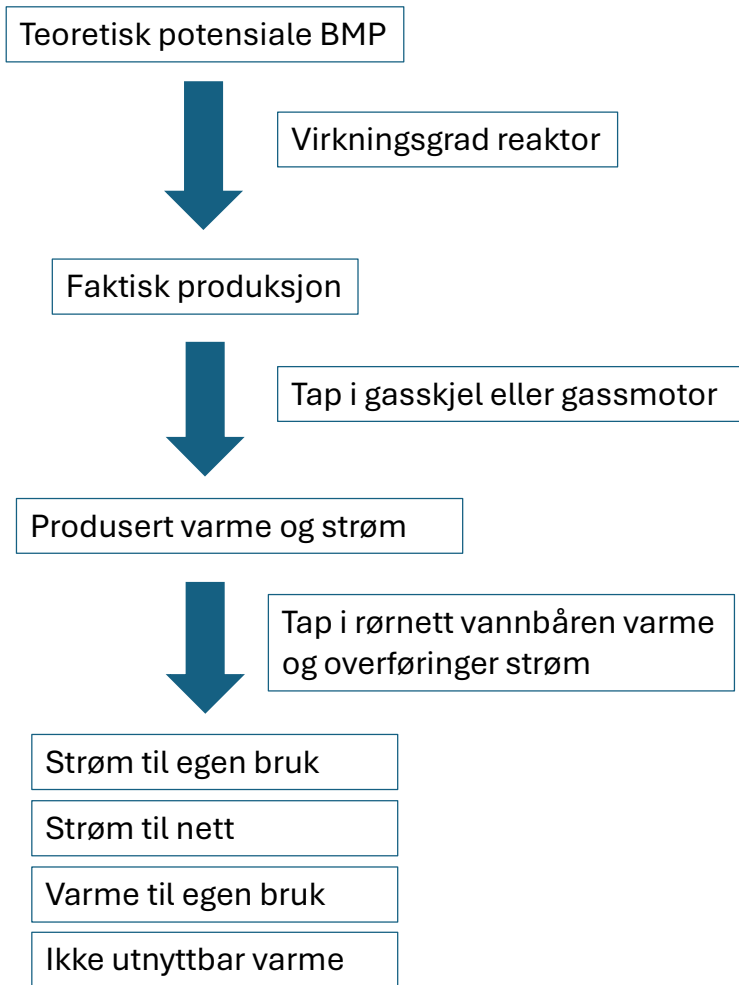 Teoretisk potensiale BMP
Virkningsgrad reaktor
Faktisk produksjon
Tap i gasskjel eller gassmotor
Produsert varme og strøm
Tap i rørnett vannbåren varme
og overføringer strøm
Strøm til egen bruk
Strøm til nett
Varme til egen bruk
Ikke utnyttbar varme